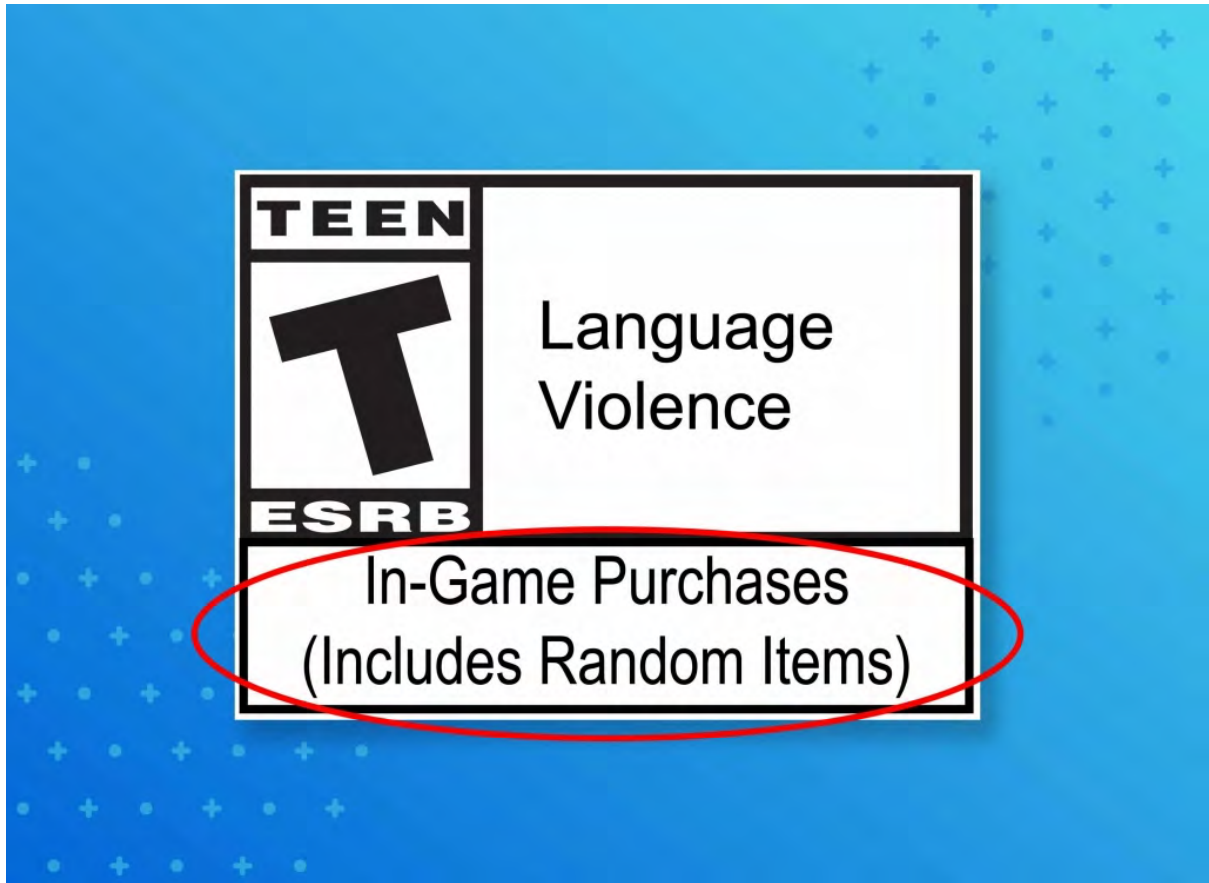 TEEN
T
ESRB
Language
Violence
In-Game Purchases
(Includes Random Items)